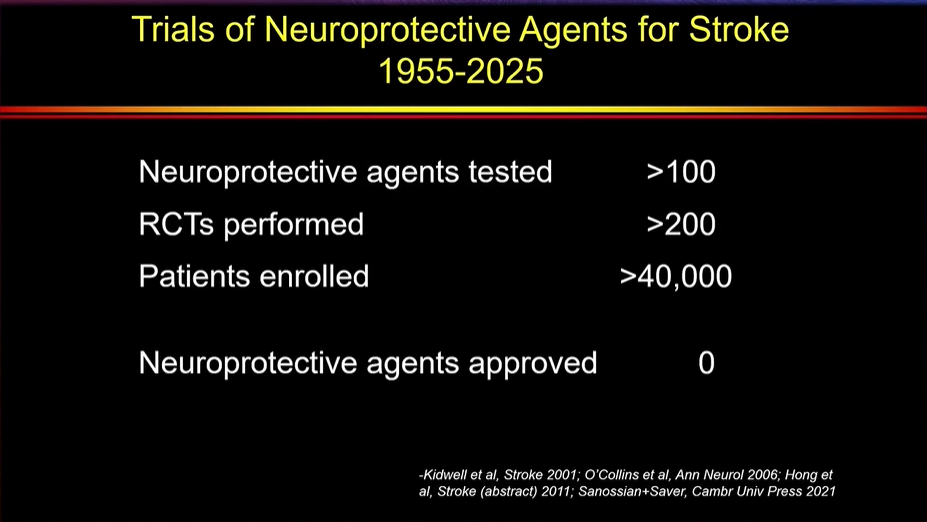 Trials of Neuroprotective Agents for Stroke
1955-2025
Neuroprotective agents tested >100
RCTs performed >200
Patients enrolled >40,000
Neuroprotective agents approved 0
-Kidwell et al, Stroke 2001; O'Collins et al, Ann Neurol 2006; Hong et
al, Stroke (abstract) 2011; Sanossian+Saver, Cambr Univ Press 2021